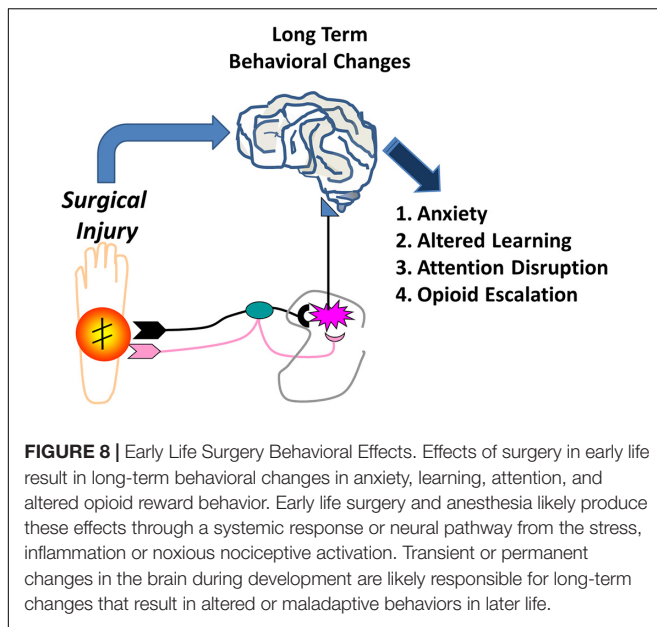 Long Term
Behavioral Changes
Surgical
Injury
1. Anxiety
2. Altered Learning
3. Attention Disruption
4. Opioid Escalation
FIGURE 8 | Early Life Surgery Behavioral Effects. Effects of surgery in early life
result in long-term behavioral changes in anxiety, learning, attention, and
altered opioid reward behavior. Early life surgery and anesthesia likely produce
these effects through a systemic response or neural pathway from the stress,
inflammation or noxious nociceptive activation. Transient or permanent
changes in the brain during development are likely responsible for long-term
changes that result in altered or maladaptive behaviors in later life.